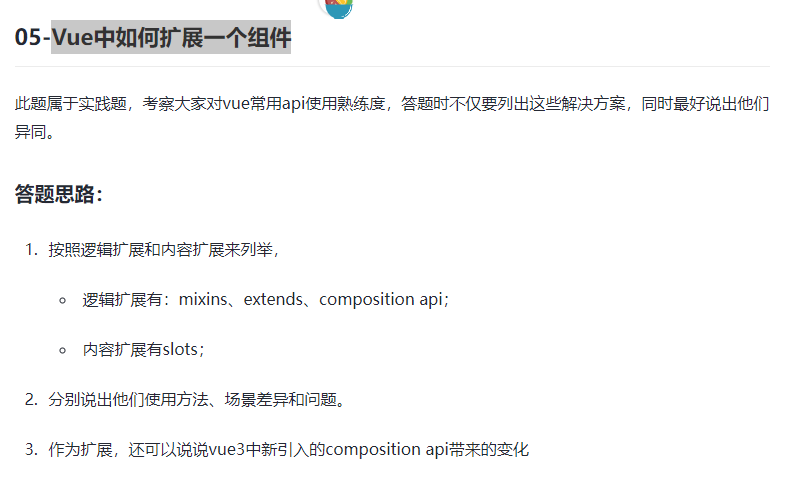 05-Vue中如何扩展一个组件
此题属于实践题，考察大家对vue常用api使用熟练度，答题时不仅要列出这些解决方案，同时最好说出他们
异同。
答题思路：
1. 按照逻辑扩展和内容扩展来列举，
逻辑扩展有：mixins、extends、composition api；
内容扩展有slots；
2. 分别说出他们使用方法、场景差异和问题。
3. 作为扩展，还可以说说vue3中新引入的composition api带来的变化